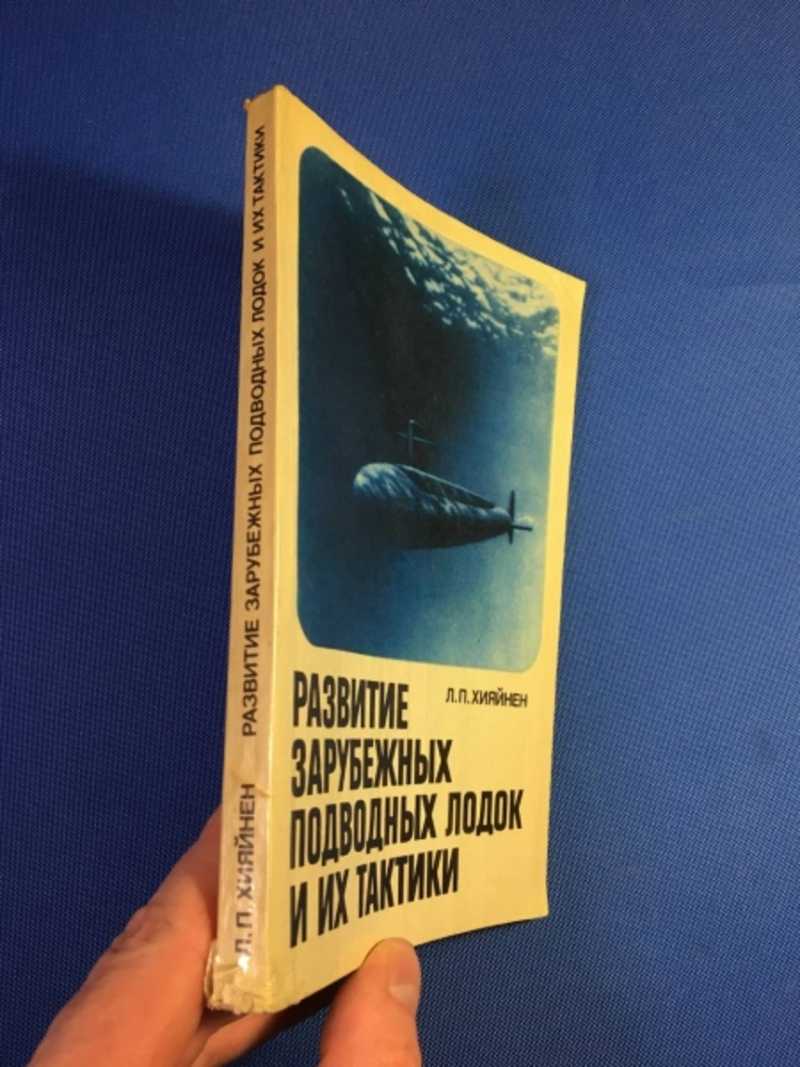 Л. П. ХИЯЙНЕН РАЗВИТИЕ ЗАРУБЕЖНЫХ ПОДВОДНЫХ ЛОДОК И ИХ ТАКТИКИ
Л.П.ХИЯЙНЕН
РАЗВИТИЕ
ЗАРУБЕЖНЫХ
ПОДВОДНЫХ ЛОДОК
И ИХ ТАКТИКИ